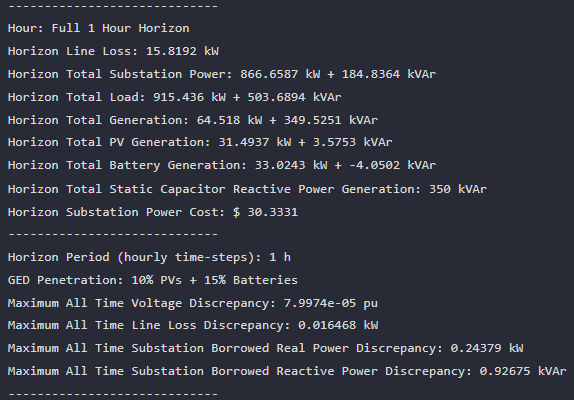 -----------------------------
Hour: Full 1 Hour Horizon
Horizon Line Loss: 15.8192 kW
Horizon Total Substation Power: 866.6587 kW + 184.8364 kVAr
Horizon Total Load: 915.436 kW + 503.6894 kVAr
Horizon Total Generation: 64.518 kW + 349.5251 kVAr
Horizon Total PV Generation: 31.4937 kW + 3.5753 kVAr
Horizon Total Battery Generation: 33.0243 kW + -4.0502 kVAr
Horizon Total Static Capacitor Reactive Power Generation: 350 kVAr
Horizon Substation Power Cost: $ 30.3331
-----------------------------
Horizon Period (hourly time-steps): 1 h
GED Penetration: 10% PVs + 15% Batteries
Maximum All Time Voltage Discrepancy: 7.9974e-05 pu
Maximum All Time Line Loss Discrepancy: 0.016468 kW
Maximum All Time Substation Borrowed Real Power Discrepancy: 0.24379 kW
Maximum All Time Substation Borrowed Reactive Power Discrepancy: 0.92675 kVAr
-----------------------------